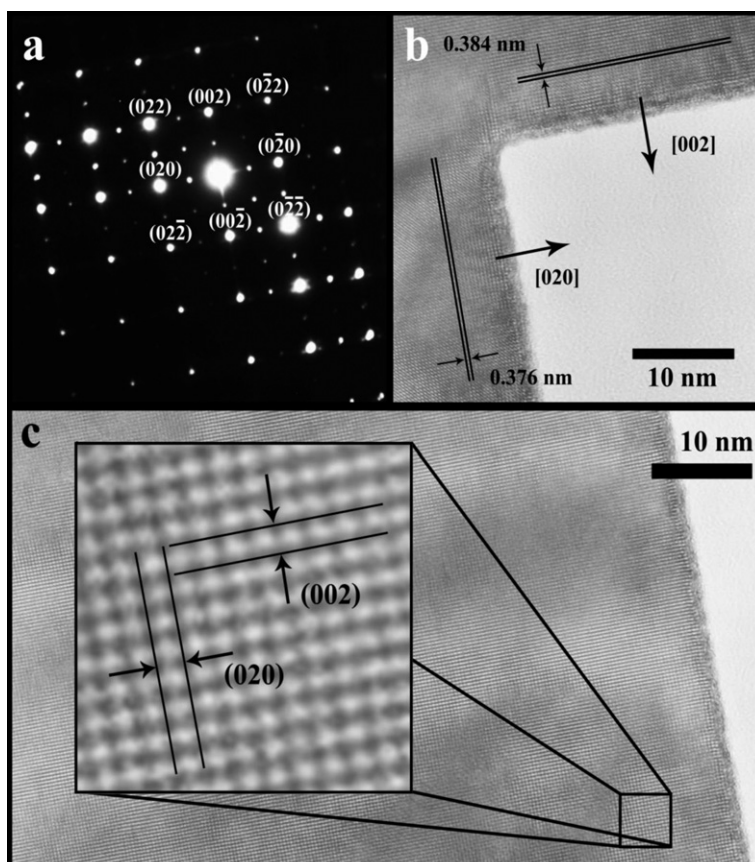 a
(022)
(002)
(02̅2)
(020)
(02̅0)
(022̅)
(002̅)
(02̅2̅)
b
0.384 nm
[002]
[020]
0.376 nm
10 nm
c
10 nm
(002)
(020)